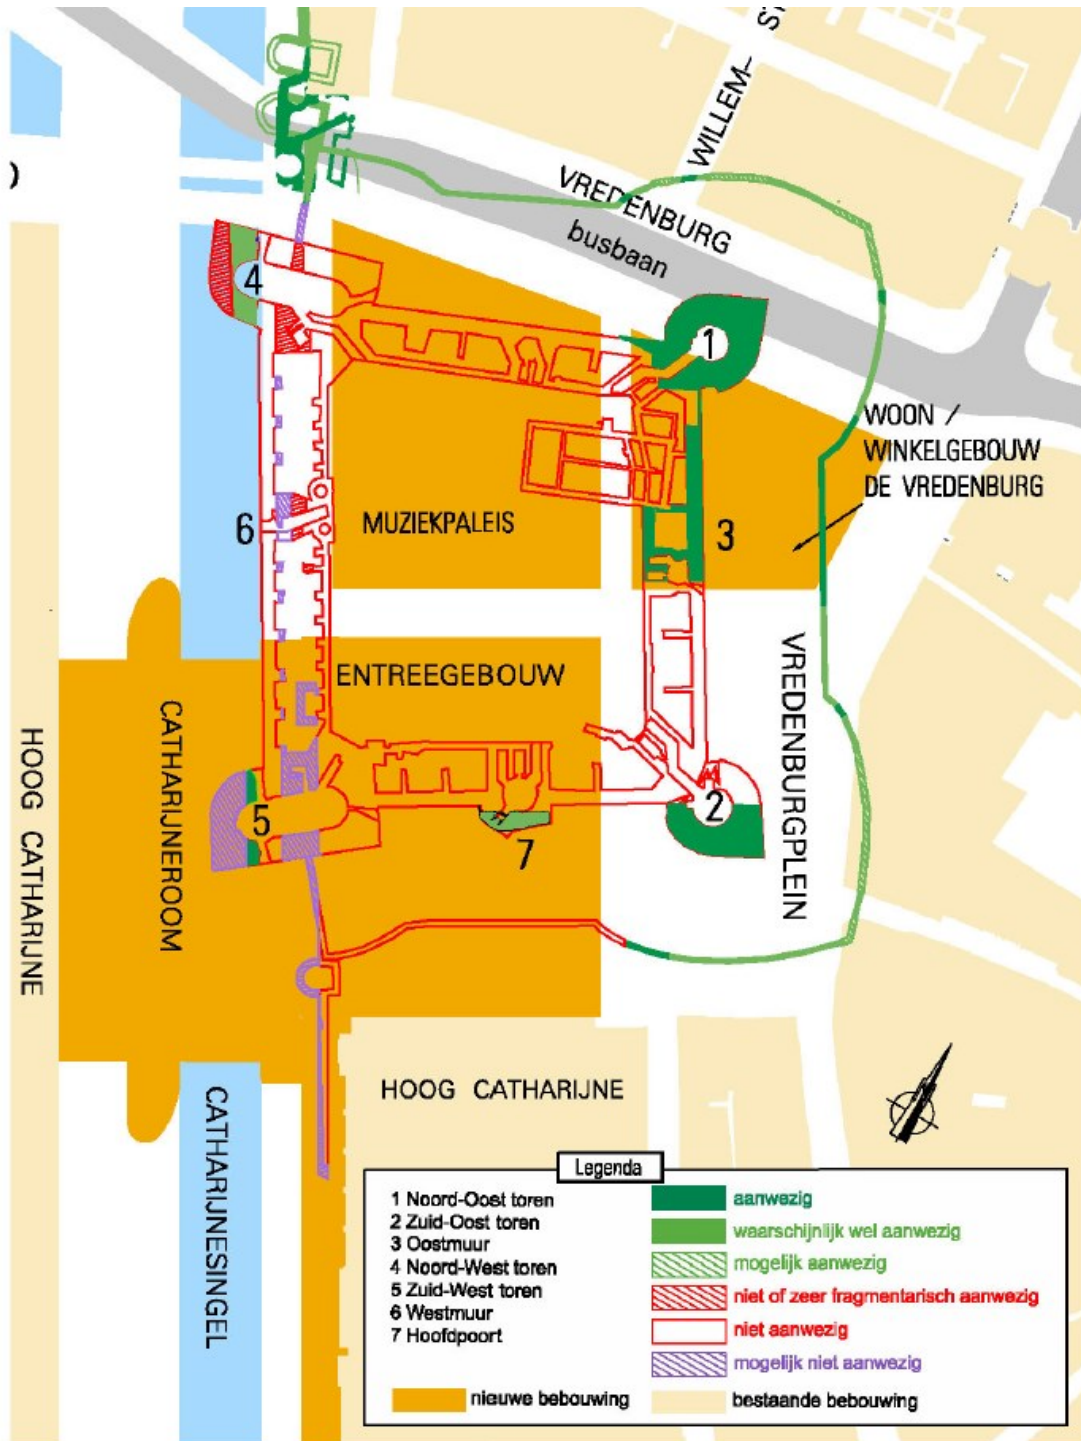 WILLEM-
VREDENBURG
busbaan
4
1
WOON /
WINKELGEBOUW
DE VREDENBURG
6
MUZIEKPALEIS
3
ENTREEGEBOUW
VREDENBURGPLEIN
CATHARIJNEROOM
HOOG CATHARIJNE
5
2
7
HOOG CATHARIJNE
CATHARIJNESINGEL
Legenda
1 Noord-Oost toren
2 Zuid-Oost toren
3 Oostmuur
4 Noord-West toren
5 Zuid-West toren
6 Westmuur
7 Hoofdpoort
aanwezig
waarschijnlijk wel aanwezig
mogelijk aanwezig
niet of zeer fragmentarisch aanwezig
niet aanwezig
mogelijk niet aanwezig
nieuwe bebouwing
bestaande bebouwing